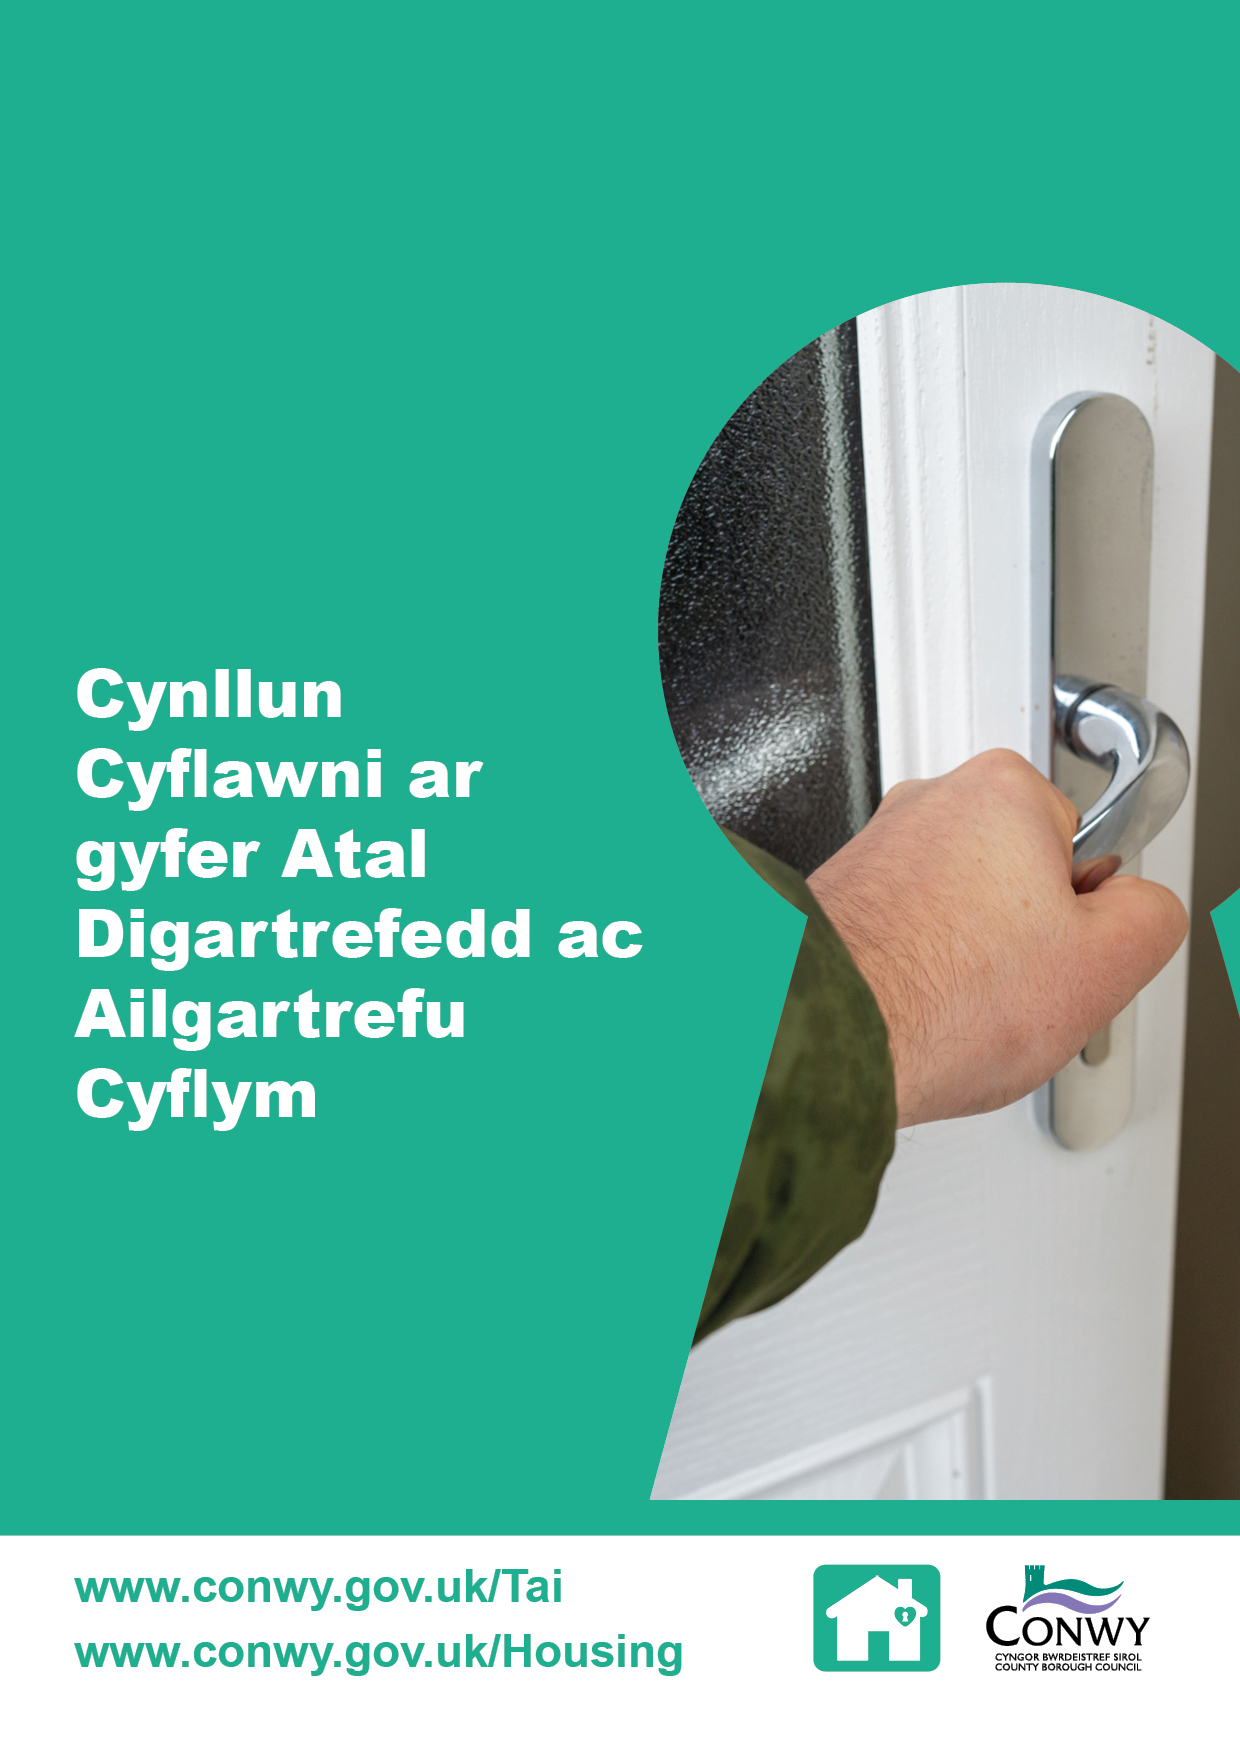 Cynllun
Cyflawni ar
gyfer Atal
Digartrefedd ac
Ailgartrefu
Cyflym
www.conwy.gov.uk/Tai
www.conwy.gov.uk/Housing
CONWY
CYNGOR BWRDEISTREF SIROL
COUNTY BOROUGH COUNCIL